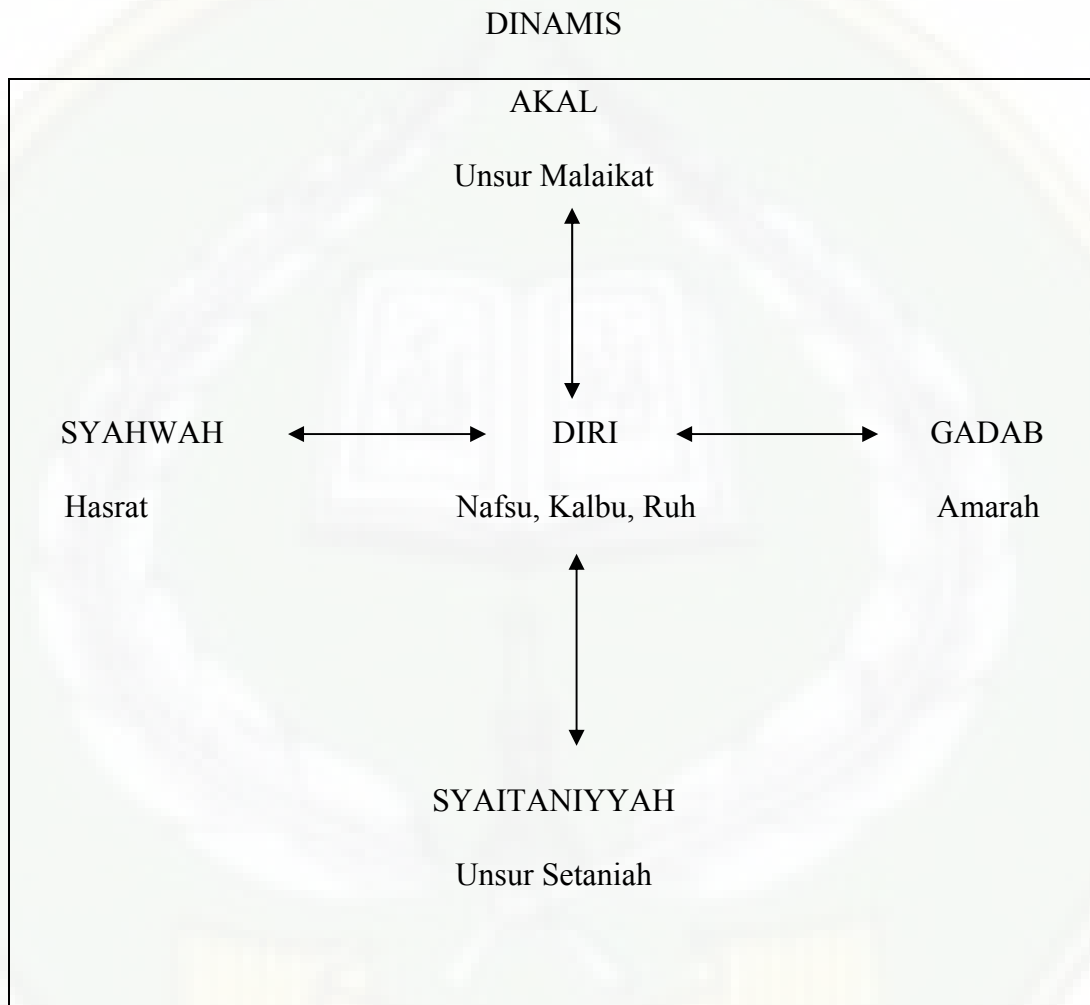 DINAMIS
AKAL
Unsur Malaikat
SYAHWAH DIRI GADAB
Hasrat Nafsu, Kalbu, Ruh Amarah
SYAITANIYYAH
Unsur Setaniah